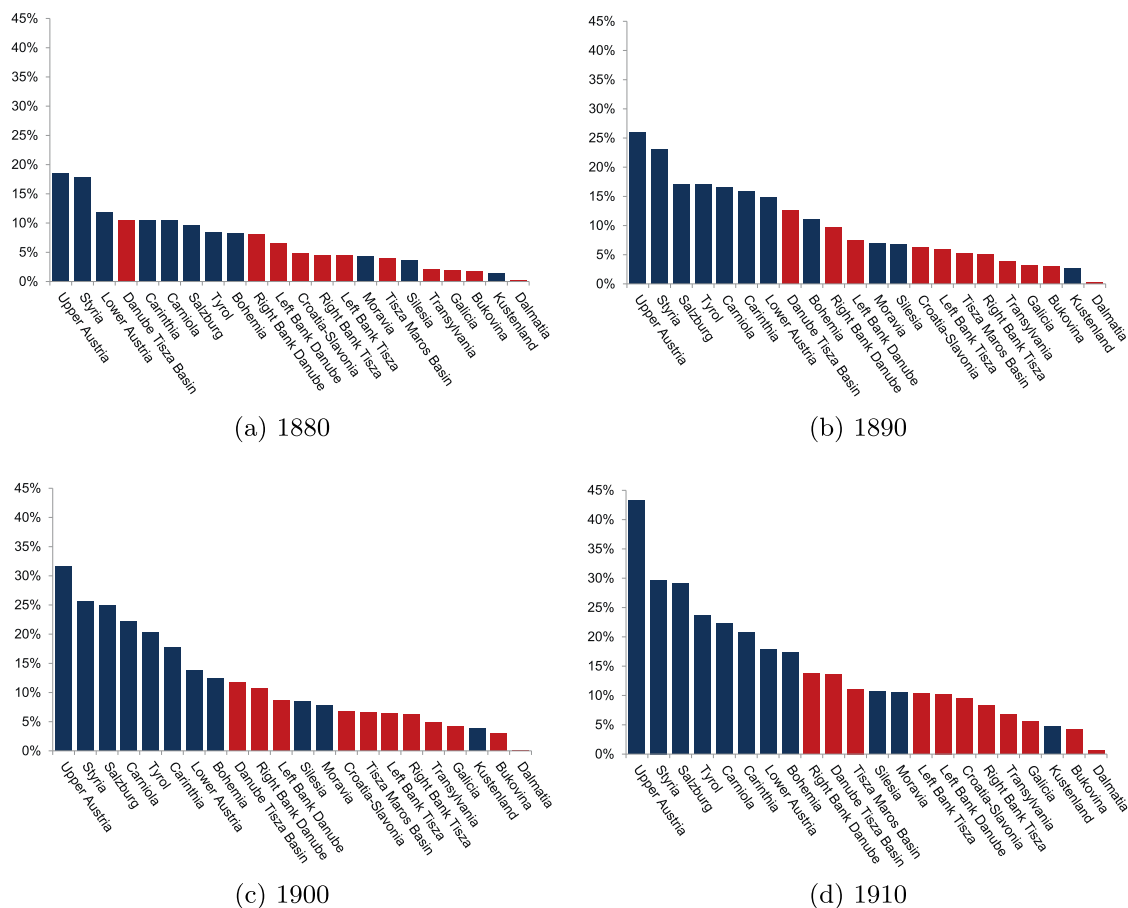 45%
40%
35%
30%
25%
20%
15%
10%
5%
0%
Upper Austria
Styria
Lower Austria
Danube Tisza Basin
Carinthia
Carniola
Salzburg
Tyrol
Bohemia
Right Bank Danube
Left Bank Danube
Croatia-Slavonia
Right Bank Tisza
Left Bank Tisza
Moravia
Tisza Maros Basin
Silesia
Transylvania
Galicia
Bukovina
Kustenland
Dalmatia
(a) 1880
45%
40%
35%
30%
25%
20%
15%
10%
5%
0%
Upper Austria
Styria
Salzburg
Tyrol
Carniola
Carinthia
Lower Austria
Danube Tisza Basin
Bohemia
Right Bank Danube
Left Bank Danube
Moravia
Silesia
Croatia-Slavonia
Left Bank Tisza
Tisza Maros Basin
Right Bank Tisza
Transylvania
Galicia
Bukovina
Kustenland
Dalmatia
(b) 1890
45%
40%
35%
30%
25%
20%
15%
10%
5%
0%
Upper Austria
Styria
Salzburg
Carniola
Tyrol
Carinthia
Lower Austria
Bohemia
Danube Tisza Basin
Right Bank Danube
Left Bank Danube
Silesia
Moravia
Croatia-Slavonia
Tisza Maros Basin
Left Bank Tisza
Right Bank Tisza
Transylvania
Galicia
Kustenland
Bukovina
Dalmatia
(c) 1900
45%
40%
35%
30%
25%
20%
15%
10%
5%
0%
Upper Austria
Styria
Salzburg
Tyrol
Carniola
Carinthia
Lower Austria
Bohemia
Right Bank Danube
Danube Tisza Basin
Tisza Maros Basin
Silesia
Moravia
Left Bank Tisza
Left Bank Danube
Croatia-Slavonia
Right Bank Tisza
Transylvania
Galicia
Kustenland
Bukovina
Dalmatia
(d) 1910